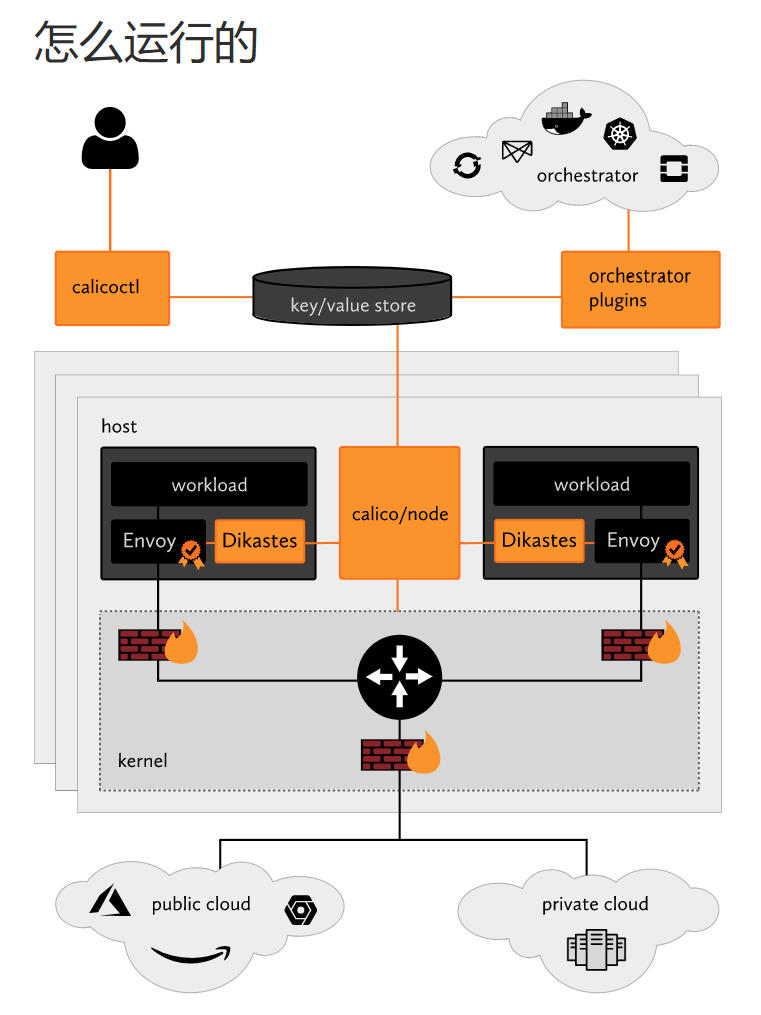 怎么运行的
orchestrator
calicoctl
key/value store
orchestrator
plugins
host
workload
Envoy
Dikastes
calico/node
workload
Dikastes
Envoy
kernel
public cloud
private cloud